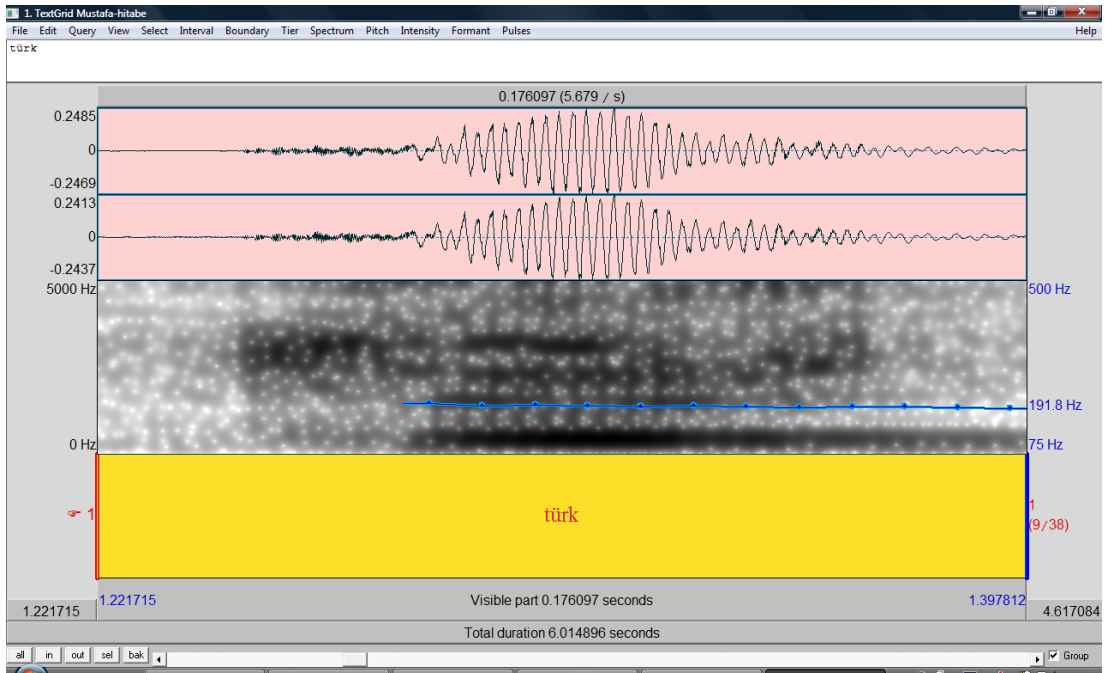 1. TextGrid Mustafa-hitabe
File Edit Query View Select Interval Boundary Tier Spectrum Pitch Intensity Formant Pulses Help
türk
0.176097 (5.679 / s)
0.2485
0
-0.2469
0.2413
0
-0.2437
5000 Hz 500 Hz
191.8 Hz
0 Hz 75 Hz
☞ 1 türk 1
(9/38)
1.221715 1.221715 Visible part 0.176097 seconds 1.397812 4.617084
Total duration 6.014896 seconds
all in out sel bak Group